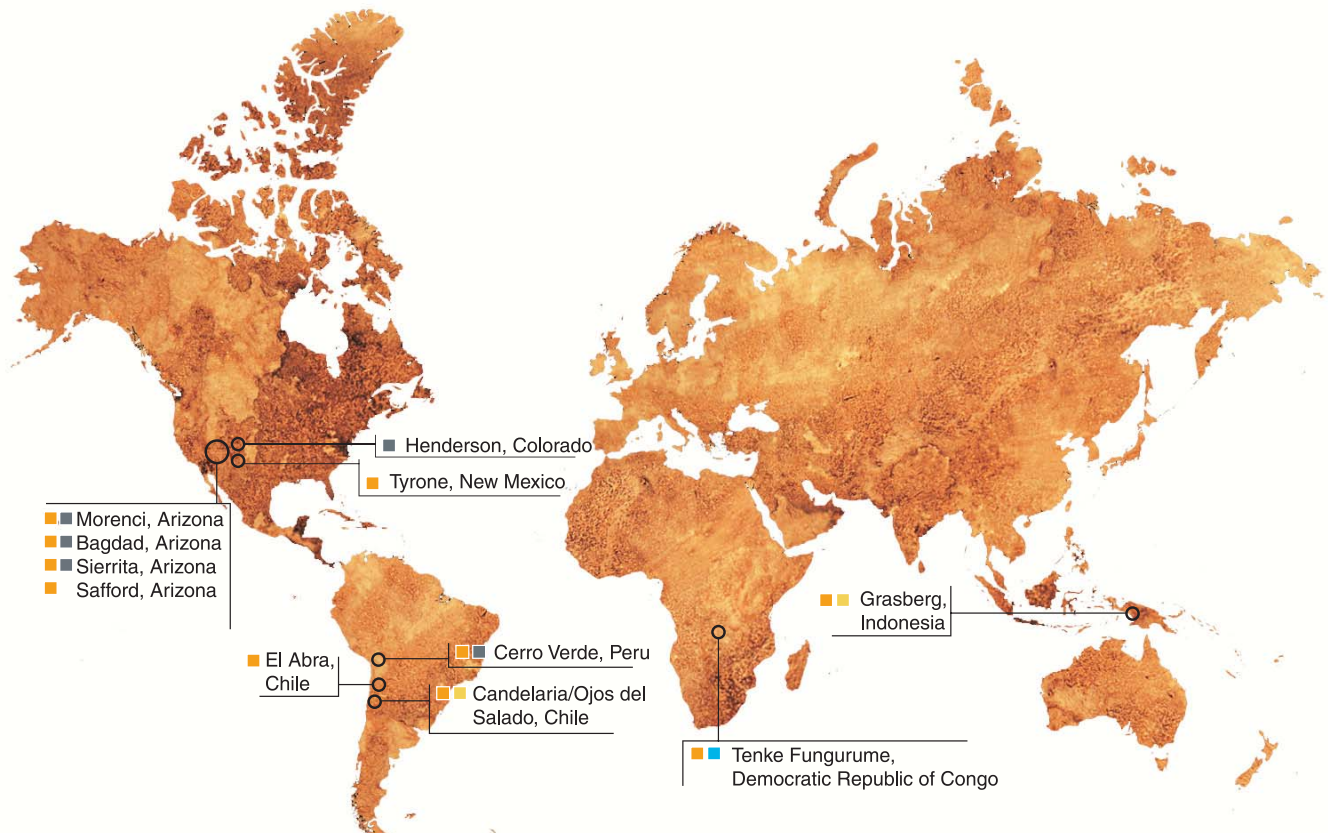 Henderson, Colorado
Tyrone, New Mexico
Morenci, Arizona
Bagdad, Arizona
Sierrita, Arizona
Safford, Arizona
Grasberg,
Indonesia
Cerro Verde, Peru
El Abra,
Chile
Candelaria/Ojos del
Salado, Chile
Tenke Fungurume,
Democratic Republic of Congo